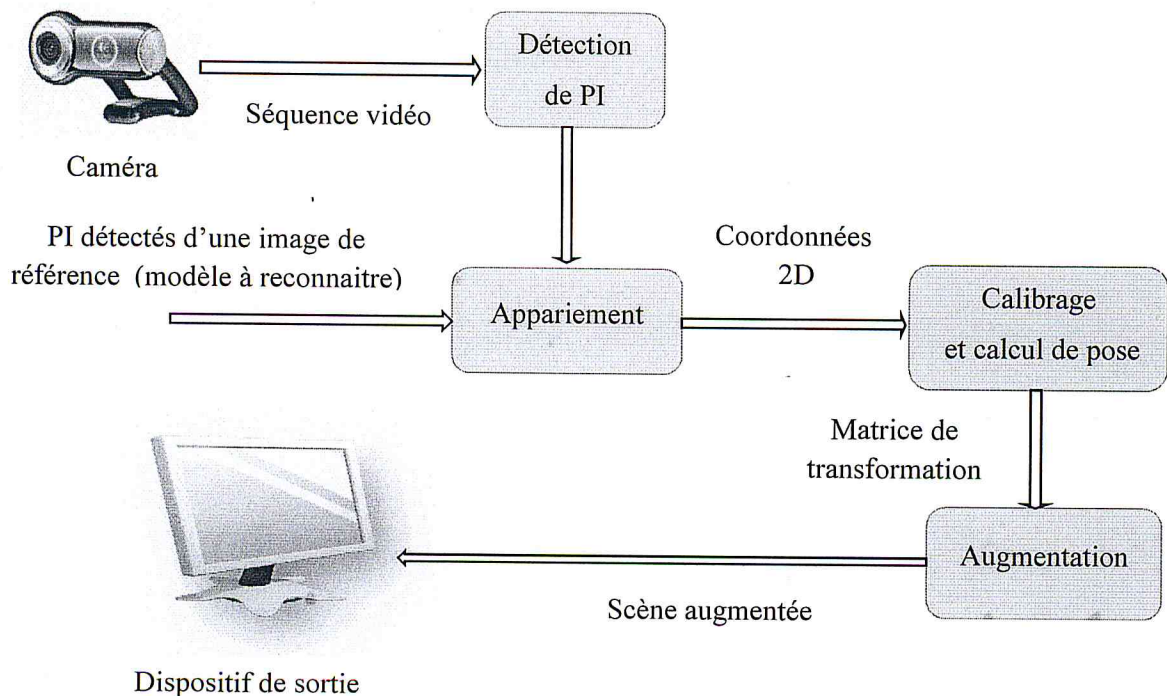 Détection
de PI
Séquence vidéo
Caméra
PI détectés d’une image de
référence (modèle à reconnaitre)
Appariement
Coordonnées
2D
Calibrage
et calcul de pose
Matrice de
transformation
Augmentation
Scène augmentée
Dispositif de sortie